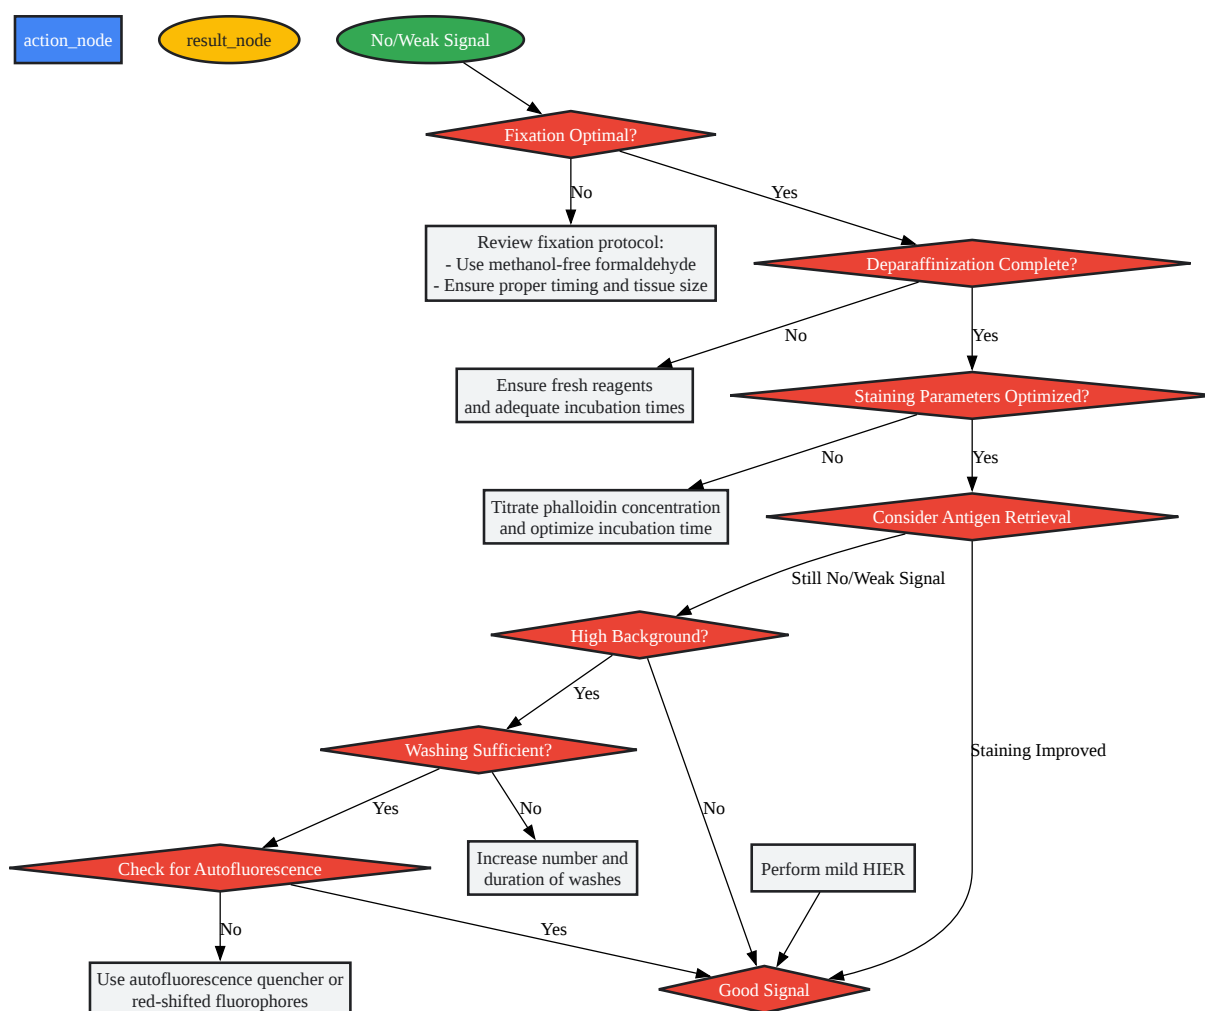 action_node
result_node
No/Weak Signal
Fixation Optimal?
No
Yes
Review fixation protocol:
- Use methanol-free formaldehyde
- Ensure proper timing and tissue size
Deparaffinization Complete?
No
Yes
Ensure fresh reagents
and adequate incubation times
Staining Parameters Optimized?
No
Yes
Titrate phalloidin concentration
and optimize incubation time
Consider Antigen Retrieval
Still No/Weak Signal
High Background?
Yes
Washing Sufficient?
Staining Improved
Yes
No
No
Check for Autofluorescence
Increase number and
duration of washes
Perform mild HIER
No
Yes
Use autofluorescence quencher or
red-shifted fluorophores
Good Signal